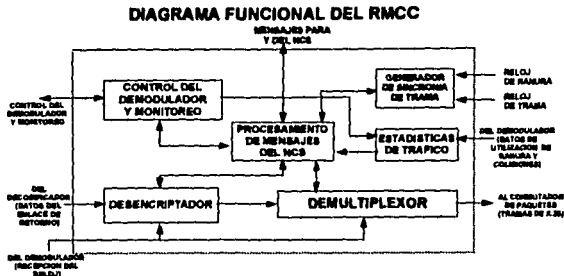 DIAGRAMA FUNCIONAL DEL RMCC
MENSAJES PARA
Y DEL NCS
CONTROL DEL
DEMODULADOR
Y MONITOREO
GENERADOR
DE SINCRONIA
DE TRAMA
RELOJ
DE RANURA
RELOJ
DE TRAMA
CONTROL DEL
DEMODULADOR
Y MONITOREO
PROCESAMIENTO
DE MENSAJES
DEL NCS
ESTADISTICAS
DE TRAFICO
DEL DEMODULADOR
(DATOS DE
UTILIZACION DE
RANURA Y
COLISIONES)
DEL
DECODIFICADOR
(DATOS DEL
ENLACE DE
RETORNO)
DESENCRIPTADOR
DEMULTIPLEXOR
AL CONMUTADOR
DE PAQUETES
(TRAMAS DE X.25)
DEL DEMODULADOR
(RECEPCION DEL